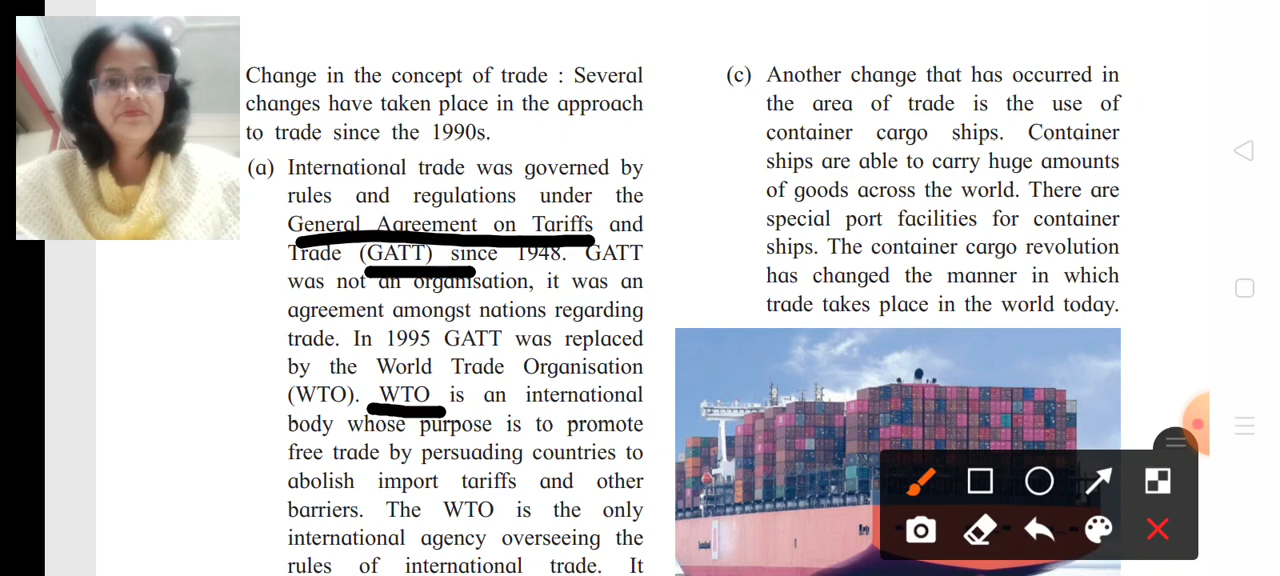 Change in the concept of trade : Several
changes have taken place in the approach
to trade since the 1990s.
(a) International trade was governed by
rules and regulations under the
General Agreement on Tariffs and
Trade (GATT) since 1948. GATT
was not an organisation, it was an
agreement amongst nations regarding
trade. In 1995 GATT was replaced
by the World Trade Organisation
(WTO). WTO is an international
body whose purpose is to promote
free trade by persuading countries to
abolish import tariffs and other
barriers. The WTO is the only
international agency overseeing the
rules of international trade. It
(c) Another change that has occurred in
the area of trade is the use of
container cargo ships. Container
ships are able to carry huge amounts
of goods across the world. There are
special port facilities for container
ships. The container cargo revolution
has changed the manner in which
trade takes place in the world today.